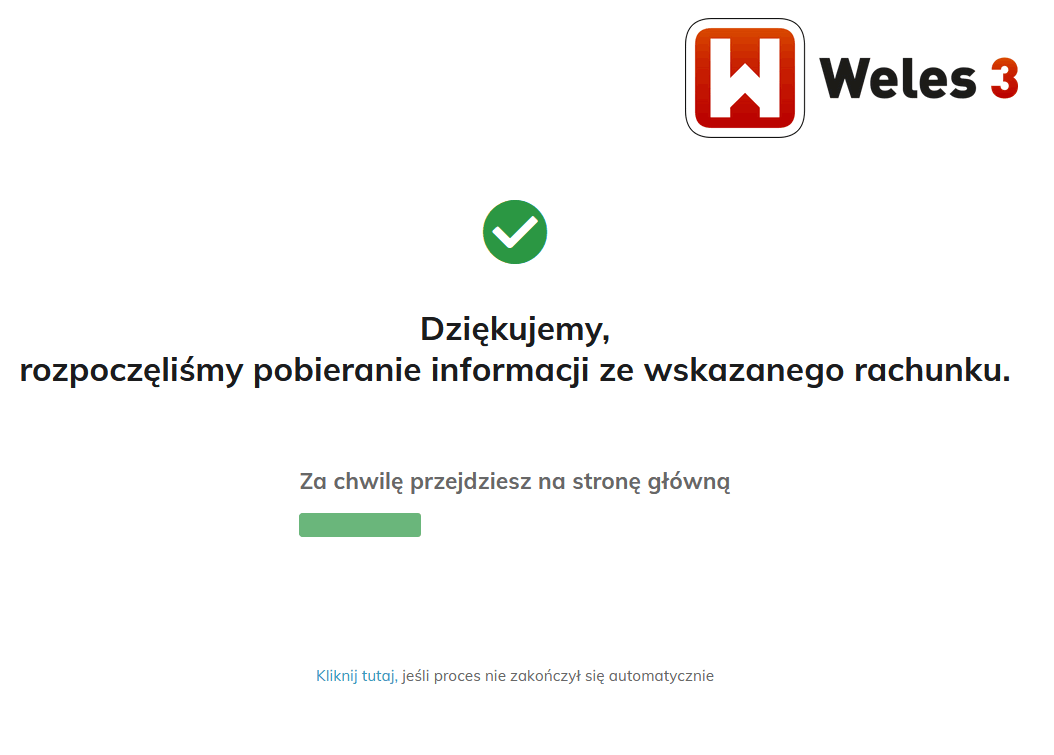 Weles 3
Dziękujemy,
rozpoczęliśmy pobieranie informacji ze wskazanego rachunku.
Za chwilę przejdziesz na stronę główną
Kliknij tutaj, jeśli proces nie zakończył się automatycznie